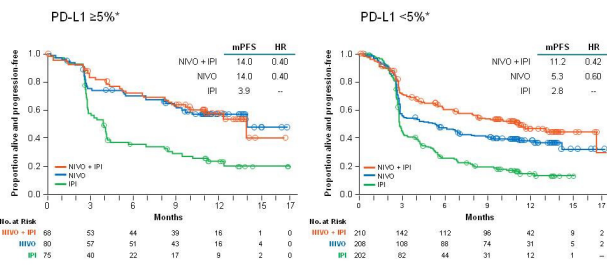 PD-L1 ≥5%*
mPFS HR
NIVO + IPI 14.0 0.40
NIVO 14.0 0.40
IPI 3.9 --
Proportion alive and progression-free
1.0
0.8
0.6
0.4
0.2
0.0
NIVO + IPI
NIVO
IPI
0 3 6 9 12 15 17
Months
No. at Risk
NIVO + IPI 68 53 44 39 16 1 0
NIVO 80 57 51 43 16 4 0
IPI 75 40 22 17 9 2 0
PD-L1 <5%*
mPFS HR
NIVO + IPI 11.2 0.42
NIVO 5.3 0.60
IPI 2.8 --
Proportion alive and progression-free
1.0
0.8
0.6
0.4
0.2
0.0
NIVO + IPI
NIVO
IPI
0 3 6 9 12 15 17
Months
No. at Risk
NIVO + IPI 210 142 112 96 42 9 2
NIVO 208 108 88 74 31 5 2
IPI 202 82 44 31 12 1 --